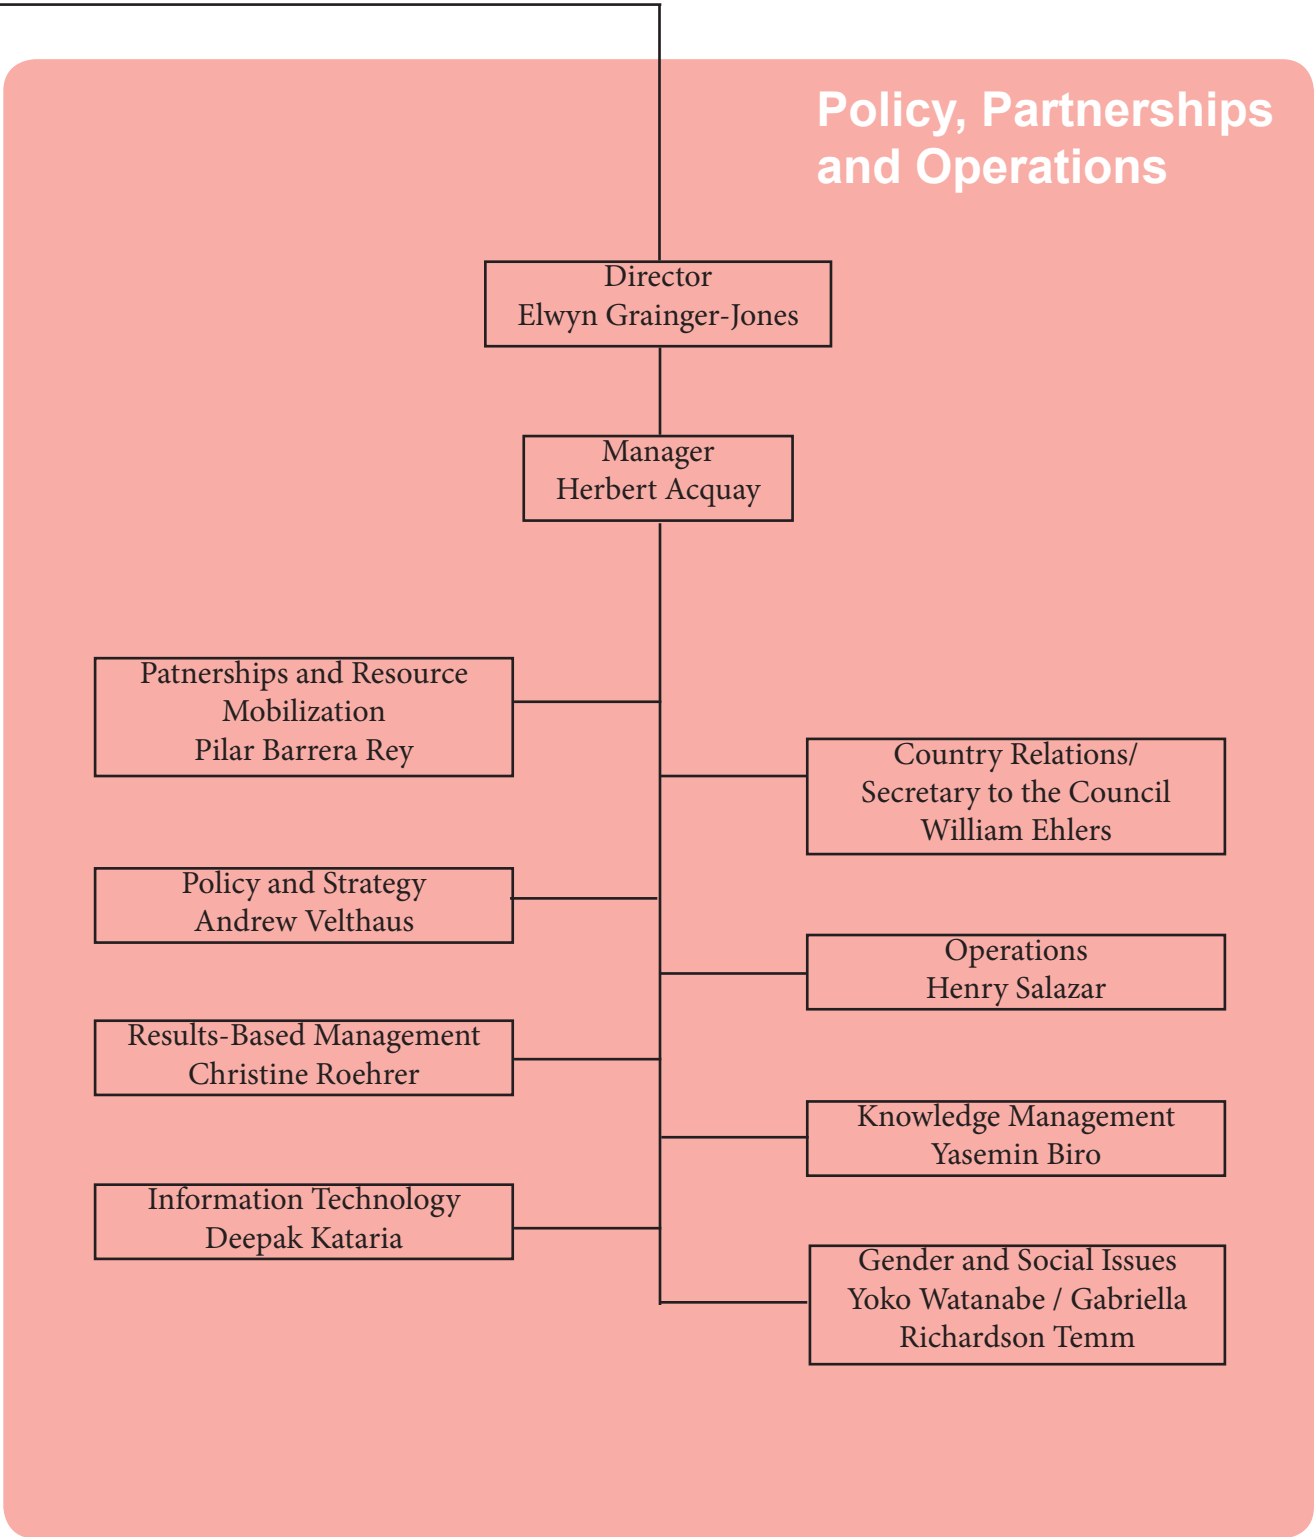 Policy, Partnerships
and Operations
Director
Elwyn Grainger-Jones
Manager
Herbert Acquay
Patnerships and Resource
Mobilization
Pilar Barrera Rey
Country Relations/
Secretary to the Council
William Ehlers
Policy and Strategy
Andrew Velthaus
Operations
Henry Salazar
Results-Based Management
Christine Roehrer
Knowledge Management
Yasemin Biro
Information Technology
Deepak Kataria
Gender and Social Issues
Yoko Watanabe / Gabriella
Richardson Temm